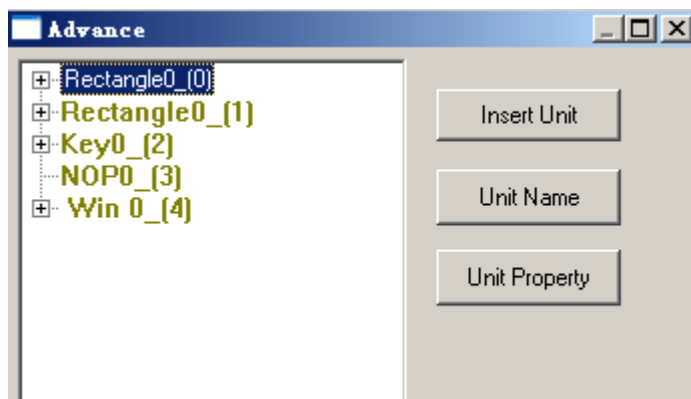 Advance
Rectangle0_(0)
Rectangle0_(1)
Key0_(2)
NOP0_(3)
Win 0_(4)
Insert Unit
Unit Name
Unit Property